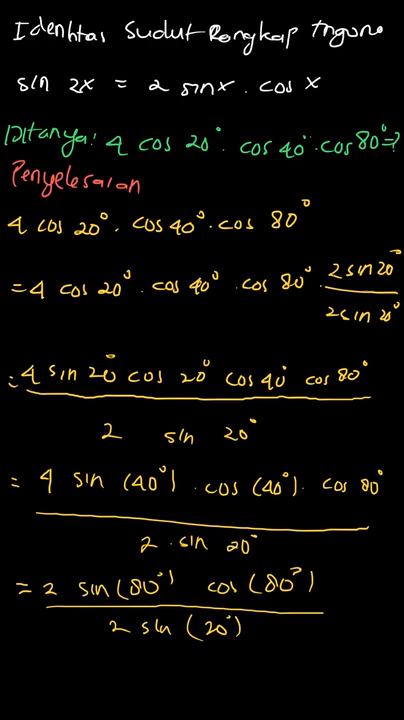 Identitas Sudut Rangkap trigono
sin 2x = 2 sinx . cos x
Ditanya: 4 cos 20° . cos 40° . cos 80° = ?
Penyelesaian
4 cos 20° . cos 40° . cos 80°
= 4 cos 20° . cos 40° . cos 80° . 2 sin 20° / 2 sin 20°
= 4 sin 20° cos 20° cos 40° cos 80° / 2 sin 20°
= 4 sin (40°) . cos (40°) . cos 80° / 2 . sin 20°
= 2 sin (80°) cos (80°) / 2 sin (20°)